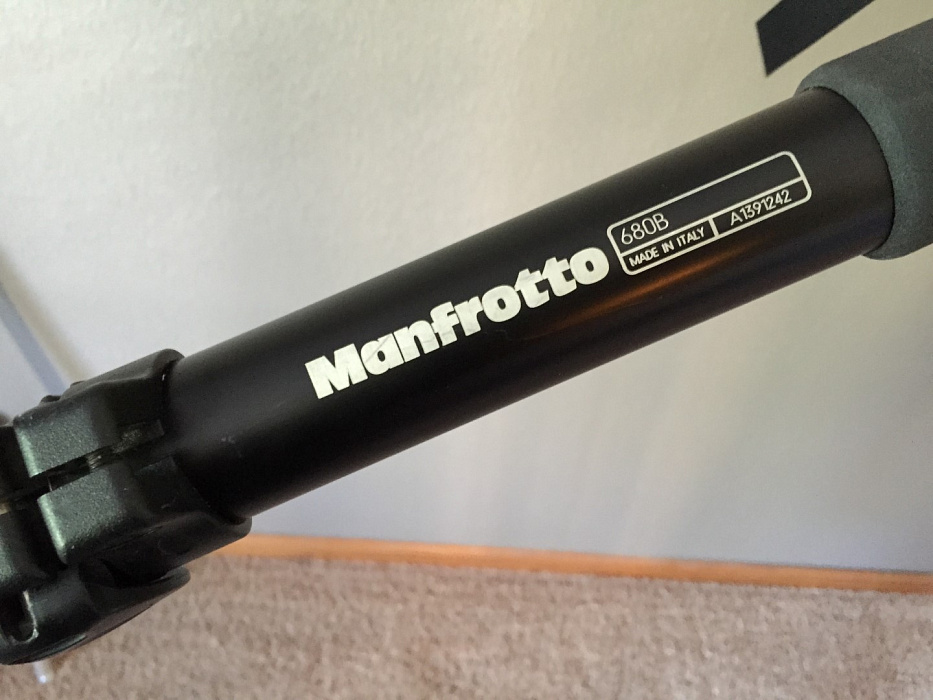 Manfrotto
680B
MADE IN ITALY
A1391242